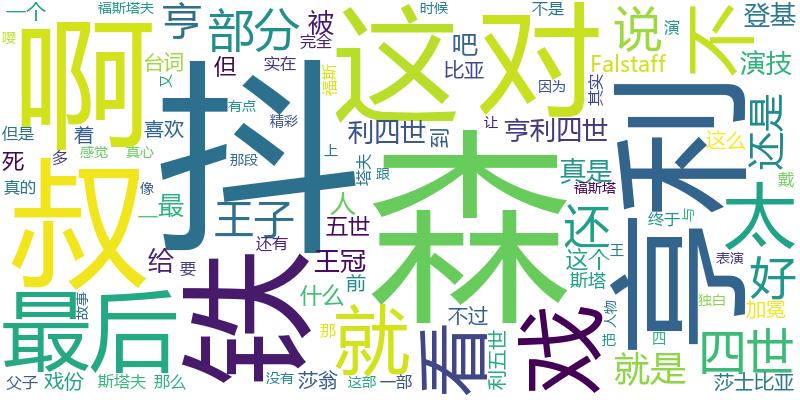 一个
福斯塔夫
亨
部分
被
时候
不是
演
登基
嘤
啊
台词
但
又
实在
完全
福斯
吧
比亚
这
对
说
Falstaff
因为
其实
不
演技
但是
着
喜欢
有点
精彩
抖
利四世
到
让
亨利四世
亨利
这么
还是
死
多
感觉
真心
那段
上
塔夫
跟
真是
福斯塔
戴
真的
像
一
最
王子
人
森
还
终于
与
王
太
叔
还有
五世
给
要
王冠
前
这个
斯塔
表演
好
最后
故事
铁
什么
那
就
看
不过
利五世
戏
把
人物
独白
加冕
四
就是
四世
父子
戏份
斯塔夫
那么
没有
莎翁
这部
一部
莎士比亚